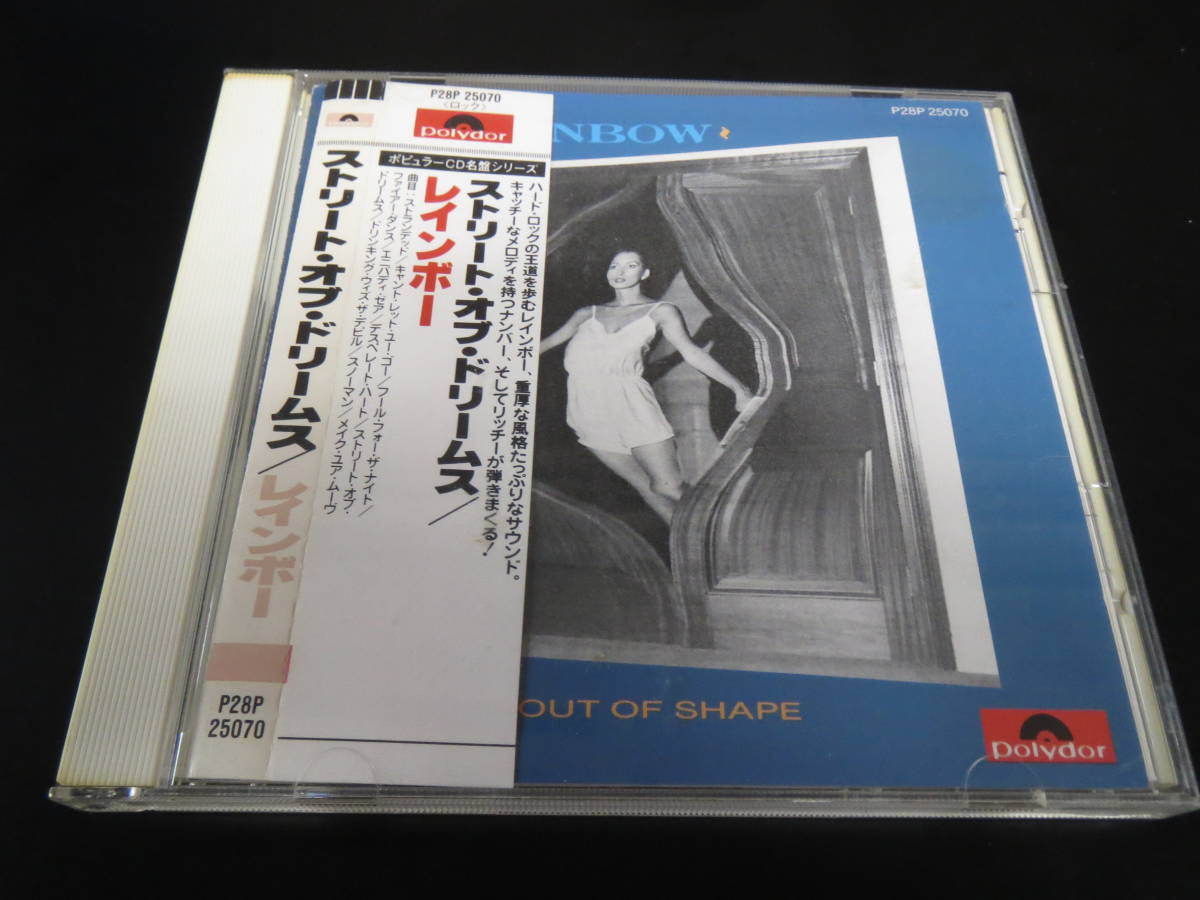 ストリート・オブ・ドリームス/レインボー
P28P
25070
P28P 25070
〈ロック〉
polydor
ポピュラーCD名盤シリーズ
ハード・ロックの王道を歩むレインボー、重厚な風格たっぷりなサウンド。
キャッチーなメロディを持つナンバー、そしてリッチーが弾きまくる!
ストリート・オブ・ドリームス/
レインボー
曲目:ストランデッド/キャント・レット・ユー・ゴー/フール・フォー・ザ・ナイト/
ファイアー・ダンス/エニバディ・ゼア/デスペレート・ハート/ストリート・オブ・
ドリームス/ドリンキング・ウィズ・ザ・デビル/スノーマン/メイク・ユア・ムーヴ
NBOW
P28P 25070
OUT OF SHAPE
polydor